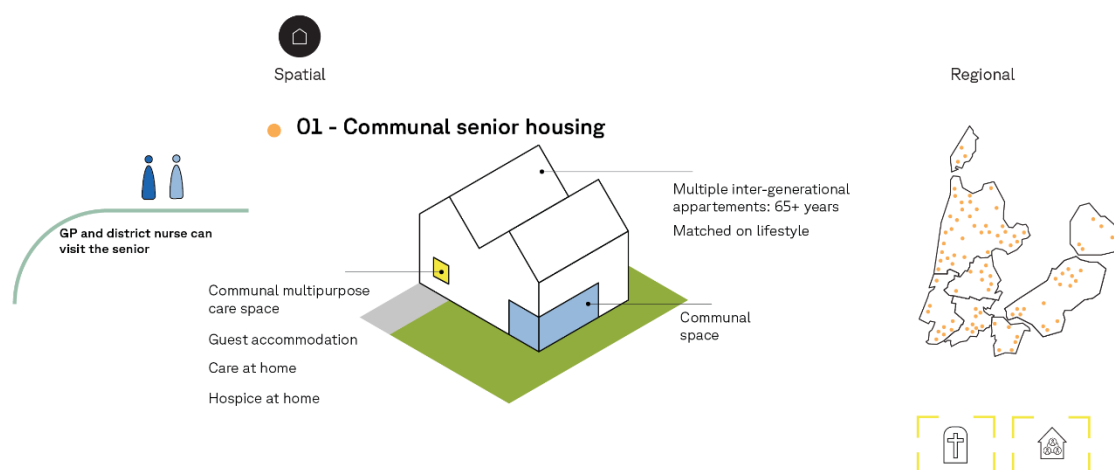 Spatial
Regional
01 - Communal senior housing
GP and district nurse can
visit the senior
Multiple inter-generational
appartements: 65+ years
Matched on lifestyle
Communal multipurpose
care space
Guest accommodation
Care at home
Hospice at home
Communal
space